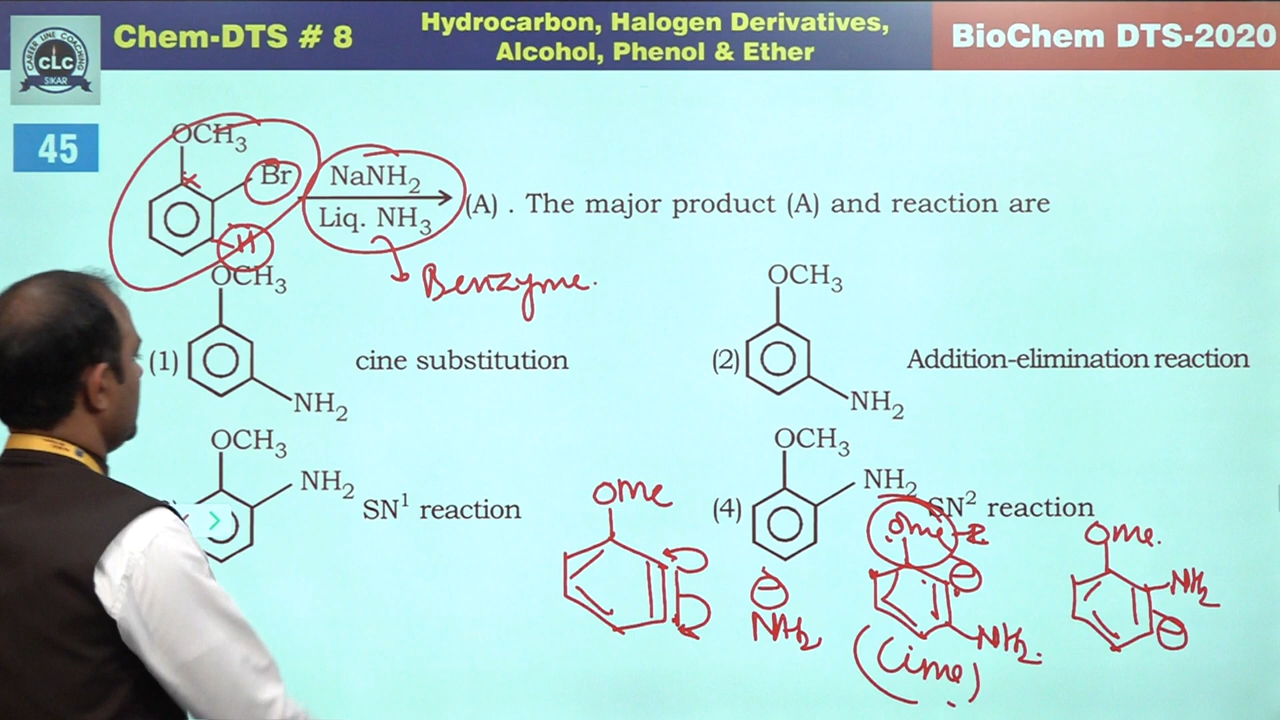 Chem-DTS # 8
Hydrocarbon, Halogen Derivatives,
Alcohol, Phenol & Ether
BioChem DTS-2020
CAREER LINE COACHING
CLC
SIKAR
45
OCH3
Br
H
NaNH2
Liq. NH3
(A) . The major product (A) and reaction are
Benzyme.
(1)
OCH3
NH2
cine substitution
(2)
OCH3
NH2
Addition-elimination reaction
OCH3
NH2
SN1 reaction
(4)
OCH3
NH2
SN2 reaction
OMe
⊖
NH2
OMe
⊖
NH2.
(Cine)
OMe.
NH2
⊖